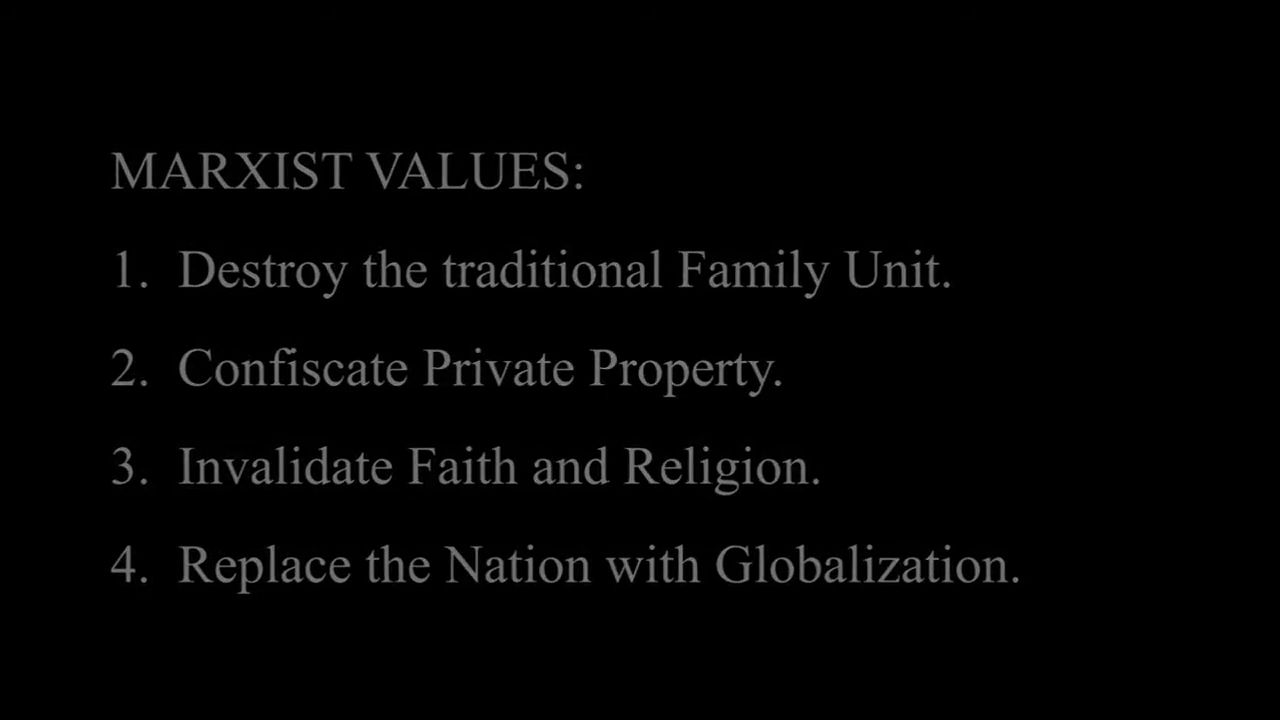 MARXIST VALUES:
1. Destroy the traditional Family Unit.
2. Confiscate Private Property.
3. Invalidate Faith and Religion.
4. Replace the Nation with Globalization.